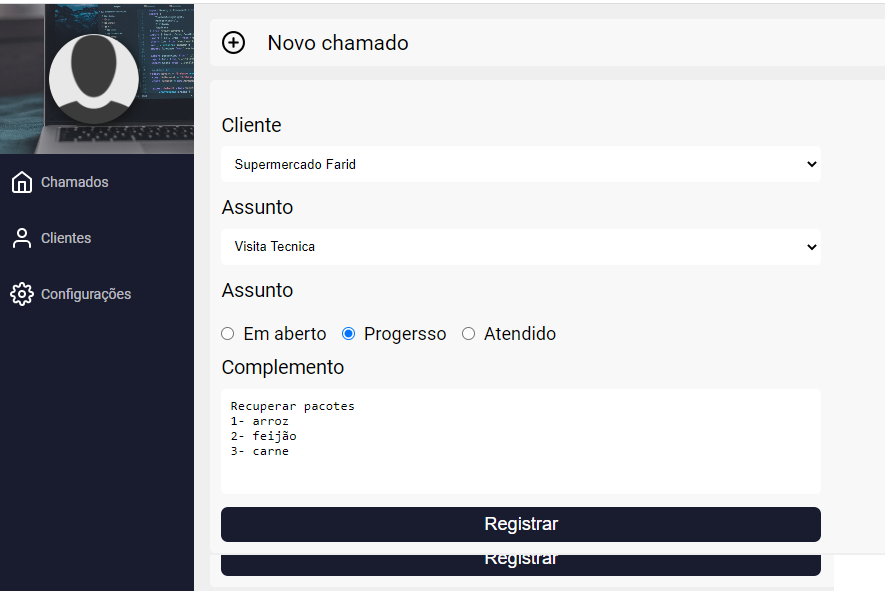 Novo chamado
Cliente
Supermercado Farid
Chamados
Assunto
Clientes
Visita Tecnica
Assunto
Configurações
Em aberto Progersso Atendido
Complemento
Recuperar pacotes
1- arroz
2- feijão
3- carne
Registrar
Registrar